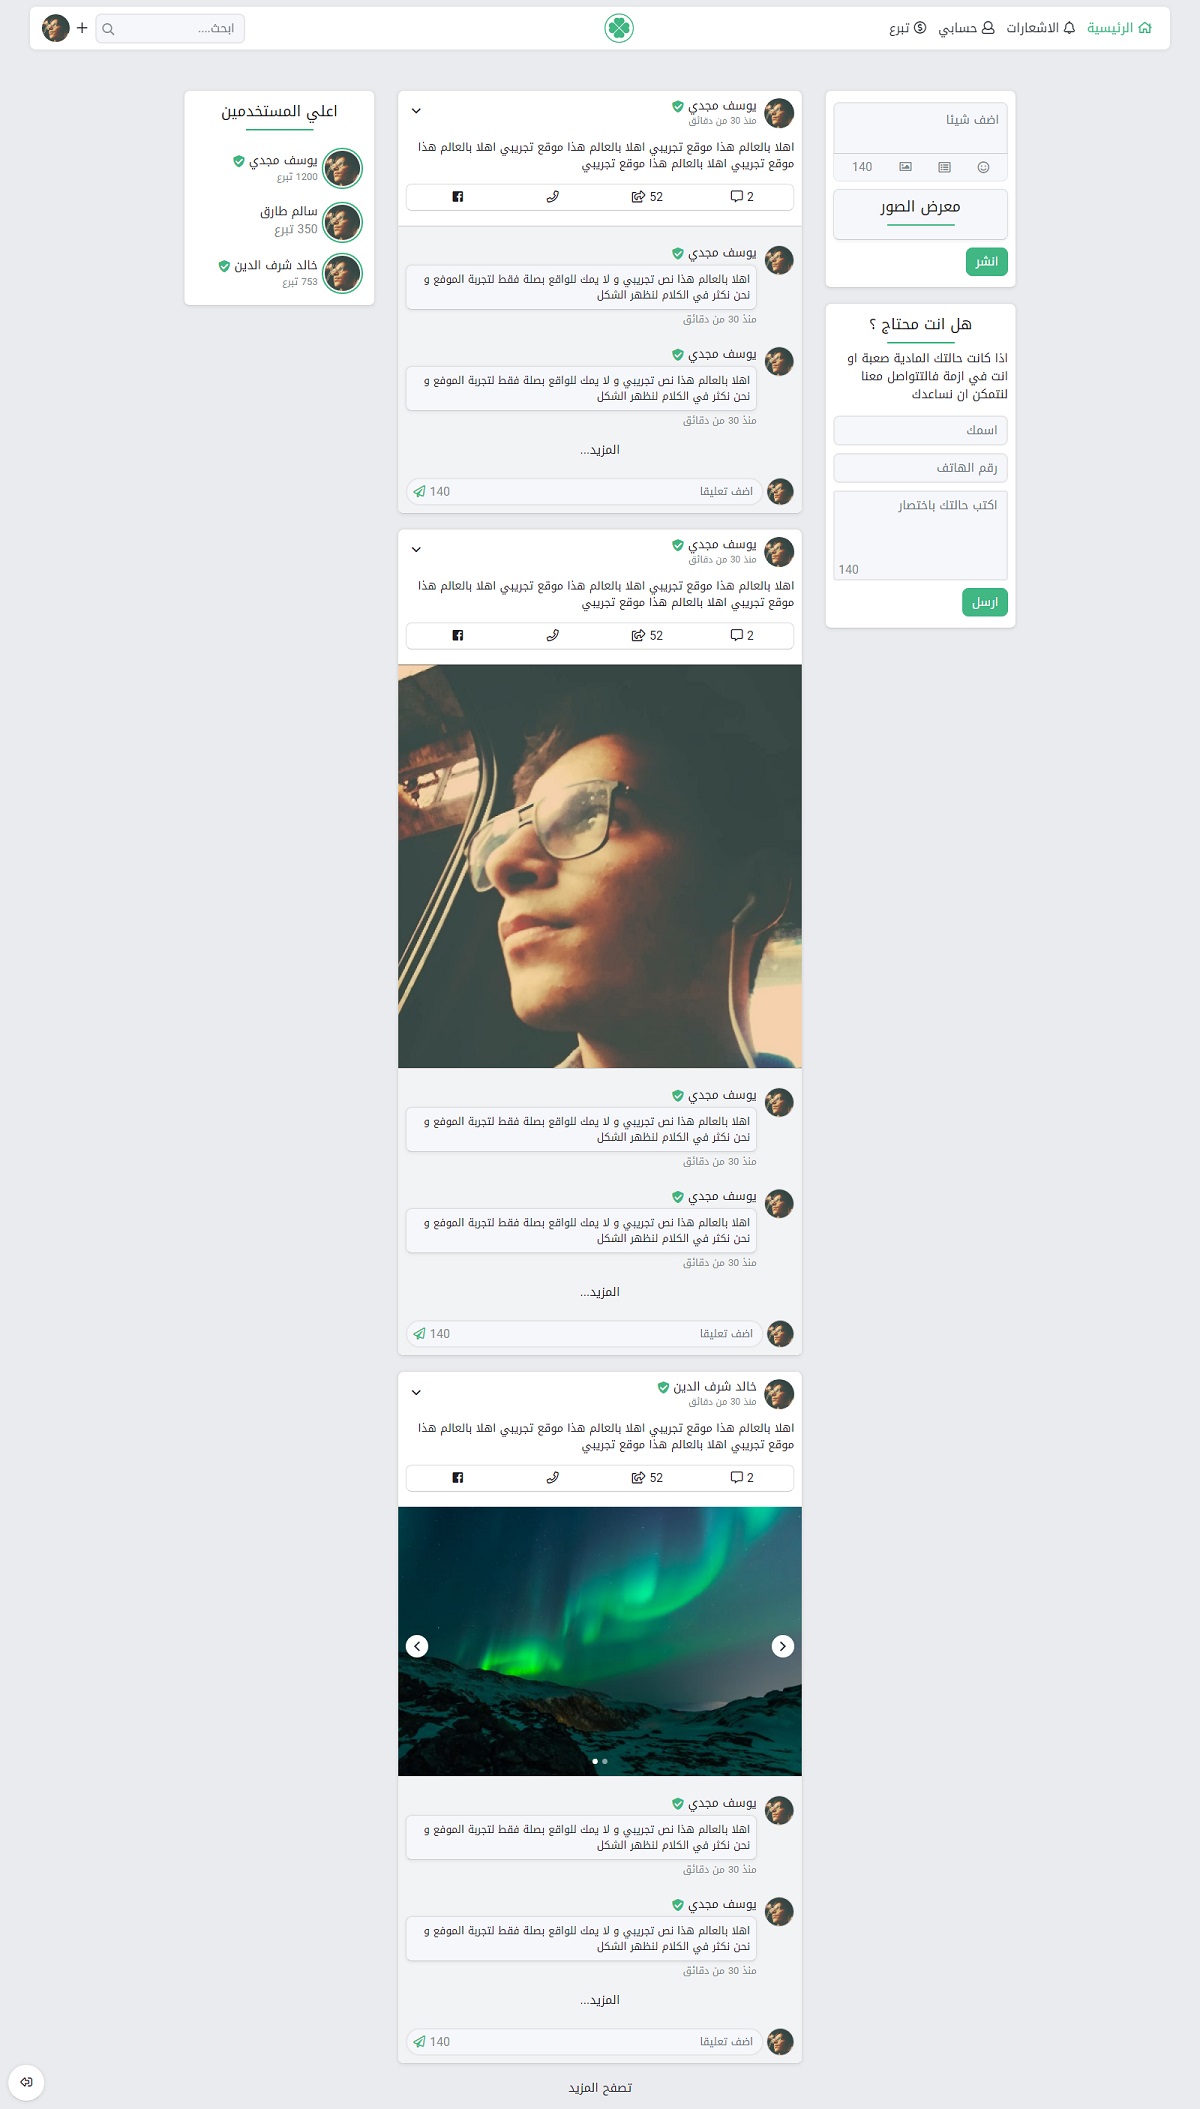 الرئيسية
الاشعارات
حسابي
تبرع
ابحث....
اضف شيئا
140
معرض الصور
انشر
هل انت محتاج ؟
اذا كانت حالتك المادية صعبة او
انت في ازمة فالتتواصل معنا
لنتمكن ان نساعدك
اسمك
رقم الهاتف
اكتب حالتك باختصار
140
ارسل
يوسف مجدي
منذ 30 من دقائق
اهلا بالعالم هذا موقع تجريبي اهلا بالعالم هذا موقع تجريبي اهلا بالعالم هذا
موقع تجريبي اهلا بالعالم هذا موقع تجريبي
2
52
يوسف مجدي
اهلا بالعالم هذا نص تجريبي و لا يمك للواقع بصلة فقط لتجربة الموقع و
نحن نكثر في الكلام لنظهر الشكل
منذ 30 من دقائق
يوسف مجدي
اهلا بالعالم هذا نص تجريبي و لا يمك للواقع بصلة فقط لتجربة الموقع و
نحن نكثر في الكلام لنظهر الشكل
منذ 30 من دقائق
المزيد...
اضف تعليقا
140
يوسف مجدي
منذ 30 من دقائق
اهلا بالعالم هذا موقع تجريبي اهلا بالعالم هذا موقع تجريبي اهلا بالعالم هذا
موقع تجريبي اهلا بالعالم هذا موقع تجريبي
2
52
يوسف مجدي
اهلا بالعالم هذا نص تجريبي و لا يمك للواقع بصلة فقط لتجربة الموقع و
نحن نكثر في الكلام لنظهر الشكل
منذ 30 من دقائق
يوسف مجدي
اهلا بالعالم هذا نص تجريبي و لا يمك للواقع بصلة فقط لتجربة الموقع و
نحن نكثر في الكلام لنظهر الشكل
منذ 30 من دقائق
المزيد...
اضف تعليقا
140
خالد شرف الدين
منذ 30 من دقائق
اهلا بالعالم هذا موقع تجريبي اهلا بالعالم هذا موقع تجريبي اهلا بالعالم هذا
موقع تجريبي اهلا بالعالم هذا موقع تجريبي
2
52
يوسف مجدي
اهلا بالعالم هذا نص تجريبي و لا يمك للواقع بصلة فقط لتجربة الموقع و
نحن نكثر في الكلام لنظهر الشكل
منذ 30 من دقائق
يوسف مجدي
اهلا بالعالم هذا نص تجريبي و لا يمك للواقع بصلة فقط لتجربة الموقع و
نحن نكثر في الكلام لنظهر الشكل
منذ 30 من دقائق
المزيد...
اضف تعليقا
140
تصفح المزيد
اعلي المستخدمين
يوسف مجدي
1200 تبرع
سالم طارق
350 تبرع
خالد شرف الدين
753 تبرع